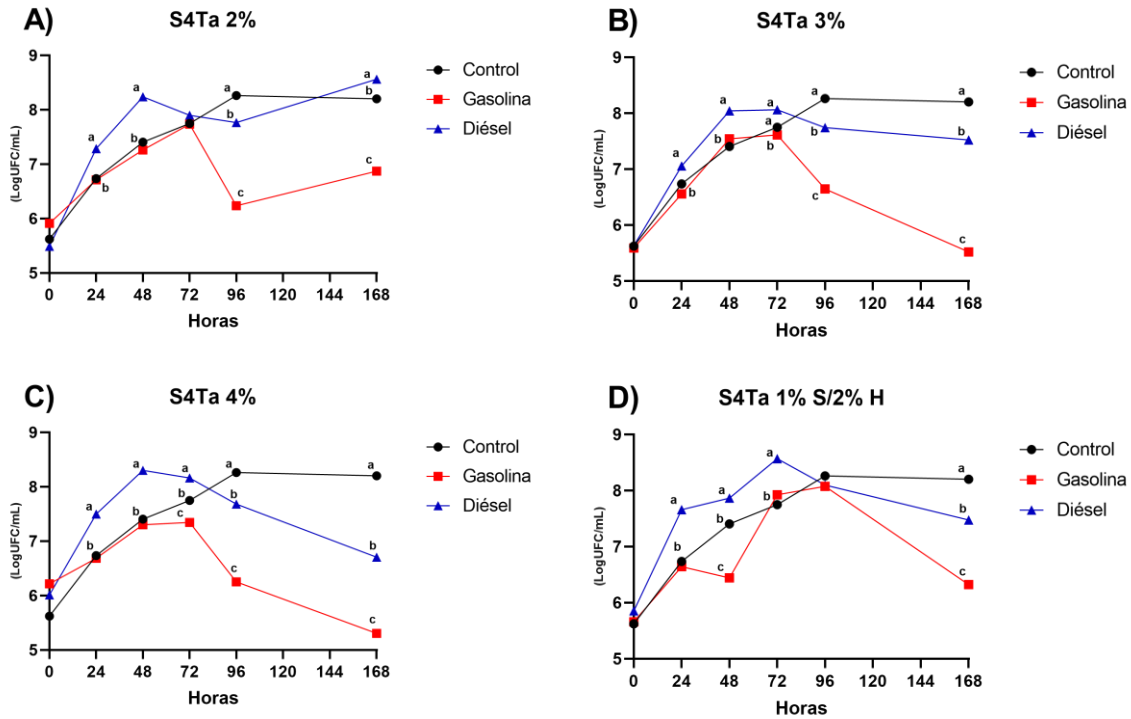 A)
S4Ta 2%
9
8
7
6
5
(LogUFC/mL)
a
a
a
a
b
b
b
b
c
c
0 24 48 72 96 120 144 168
Horas
Control
Gasolina
Diésel
B)
S4Ta 3%
9
8
7
6
5
(LogUFC/mL)
a
a
a
a
a
a
b
b
b
b
b
b
c
c
0 24 48 72 96 120 144 168
Horas
Control
Gasolina
Diésel
C)
S4Ta 4%
9
8
7
6
5
(LogUFC/mL)
a
a
a
a
a
b
b
b
b
b
c
c
c
0 24 48 72 96 120 144 168
Horas
Control
Gasolina
Diésel
D)
S4Ta 1% S/2% H
9
8
7
6
5
(LogUFC/mL)
a
a
a
a
b
b
b
b
c
c
0 24 48 72 96 120 144 168
Horas
Control
Gasolina
Diésel